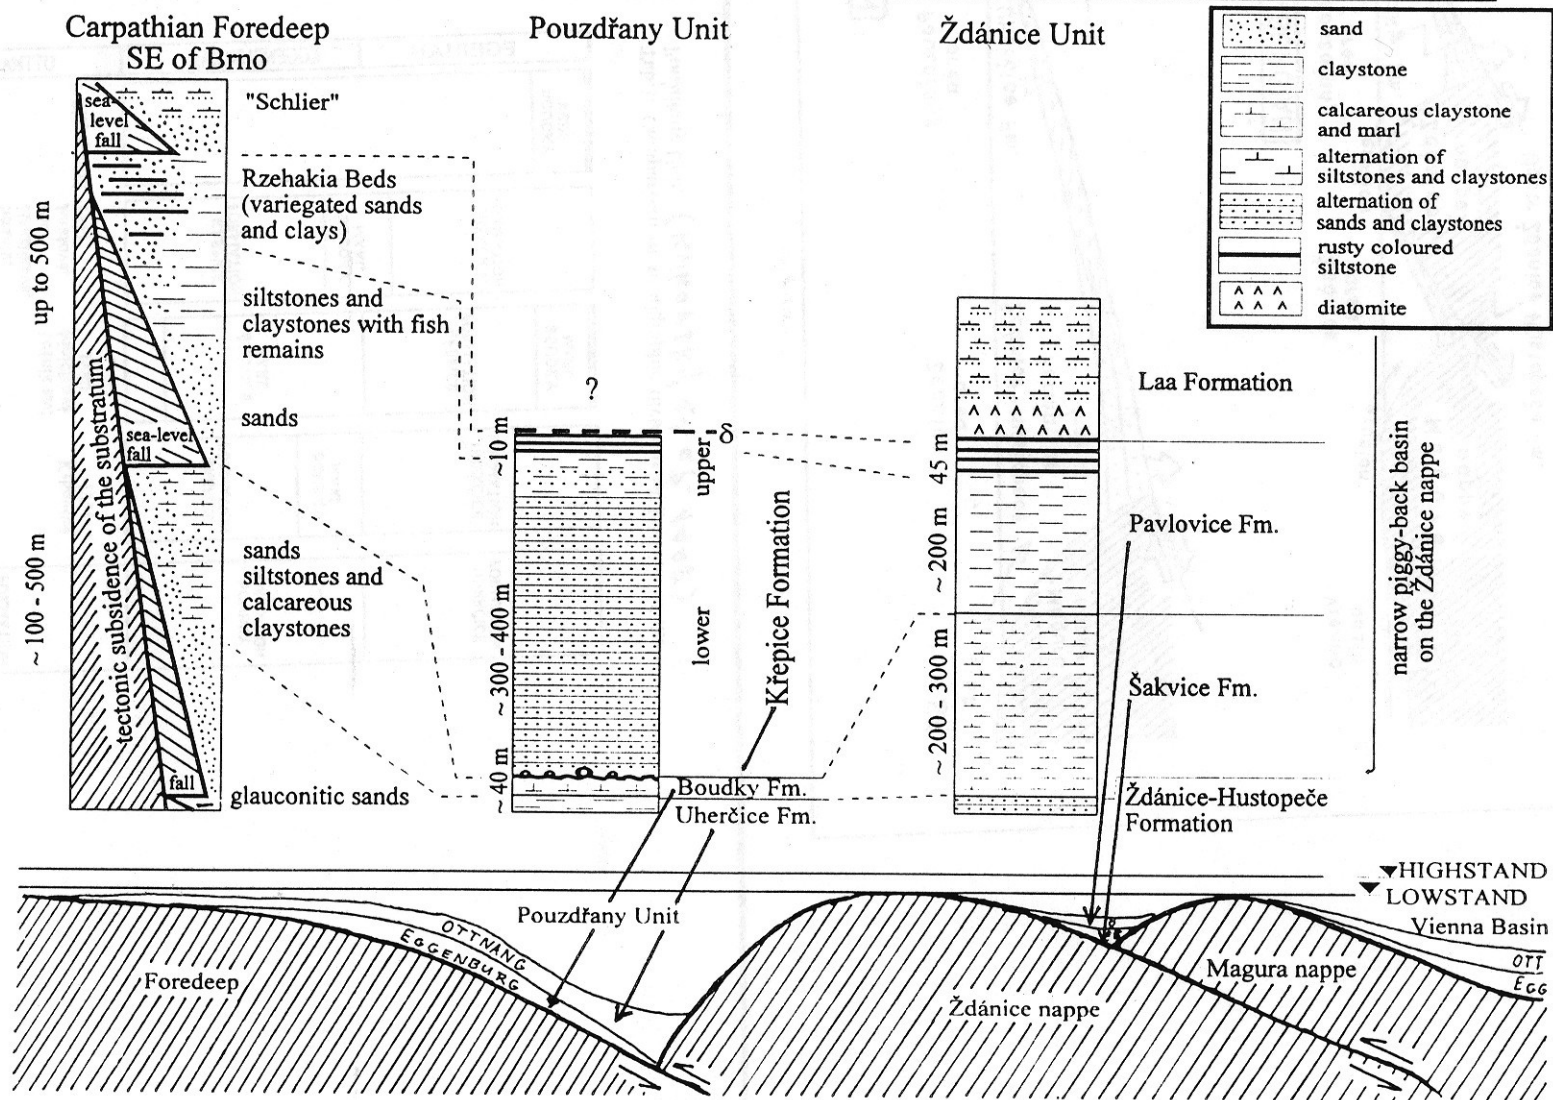 Carpathian Foredeep
SE of Brno
Pouzdřany Unit
Ždánice Unit
sand
claystone
calcareous claystone
and marl
alternation of
siltstones and claystones
alternation of
sands and claystones
rusty coloured
siltstone
diatomite
up to 500 m
~ 100 - 500 m
tectonic subsidence of the substratum
sea-
level
fall
sea-level
fall
fall
"Schlier"
Rzehakia Beds
(variegated sands
and clays)
siltstones and
claystones with fish
remains
sands
sands
siltstones and
calcareous
claystones
glauconitic sands
?
δ
~10 m
~ 300 - 400 m
~ 40 m
upper
lower
Křepice Formation
Boudky Fm.
Uherčice Fm.
45 m
~ 200 m
~ 200 - 300 m
Laa Formation
Pavlovice Fm.
Šakvice Fm.
Ždánice-Hustopeče
Formation
narrow piggy-back basin
on the Ždánice nappe
HIGHSTAND
LOWSTAND
Vienna Basin
Pouzdřany Unit
OTTNANG
EGGENBURG
Foredeep
Ždánice nappe
Magura nappe
OTT
EGG